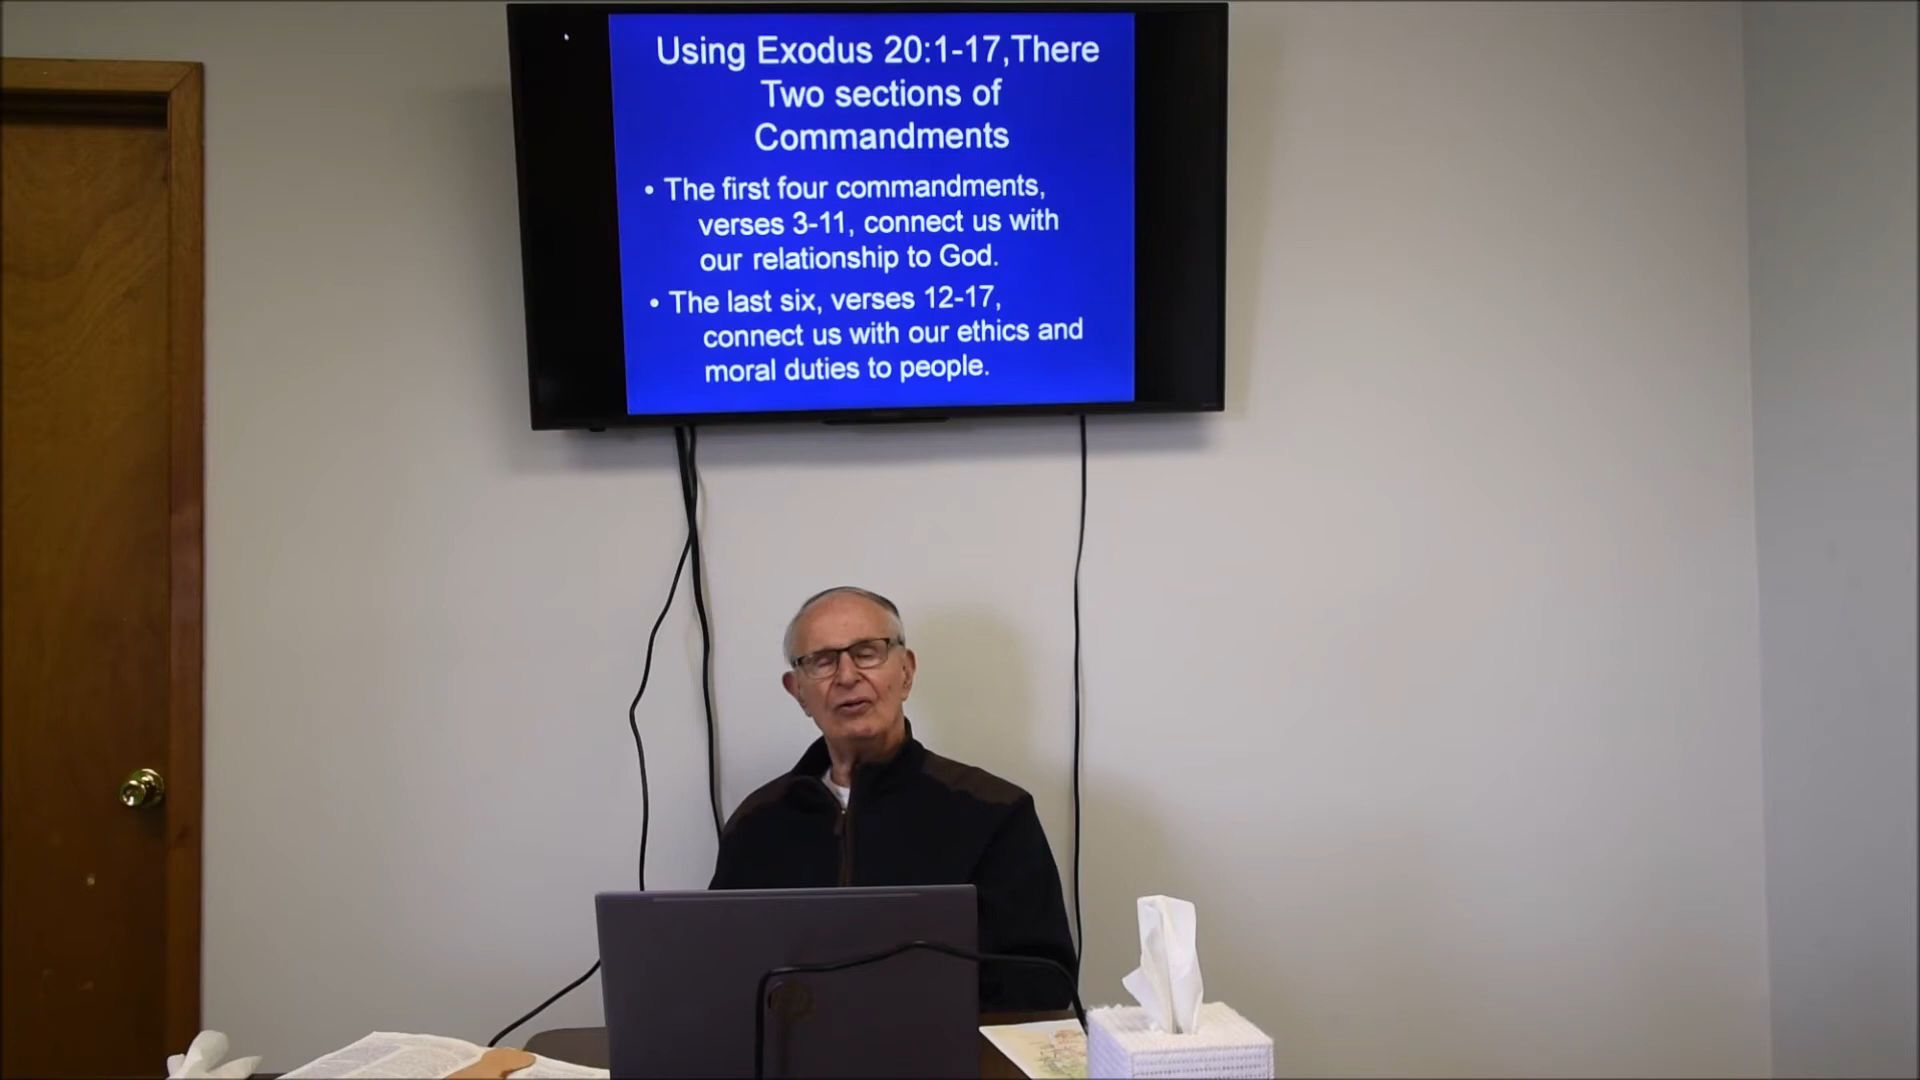 Using Exodus 20:1-17,There
Two sections of
Commandments
• The first four commandments,
verses 3-11, connect us with
our relationship to God.
• The last six, verses 12-17,
connect us with our ethics and
moral duties to people.